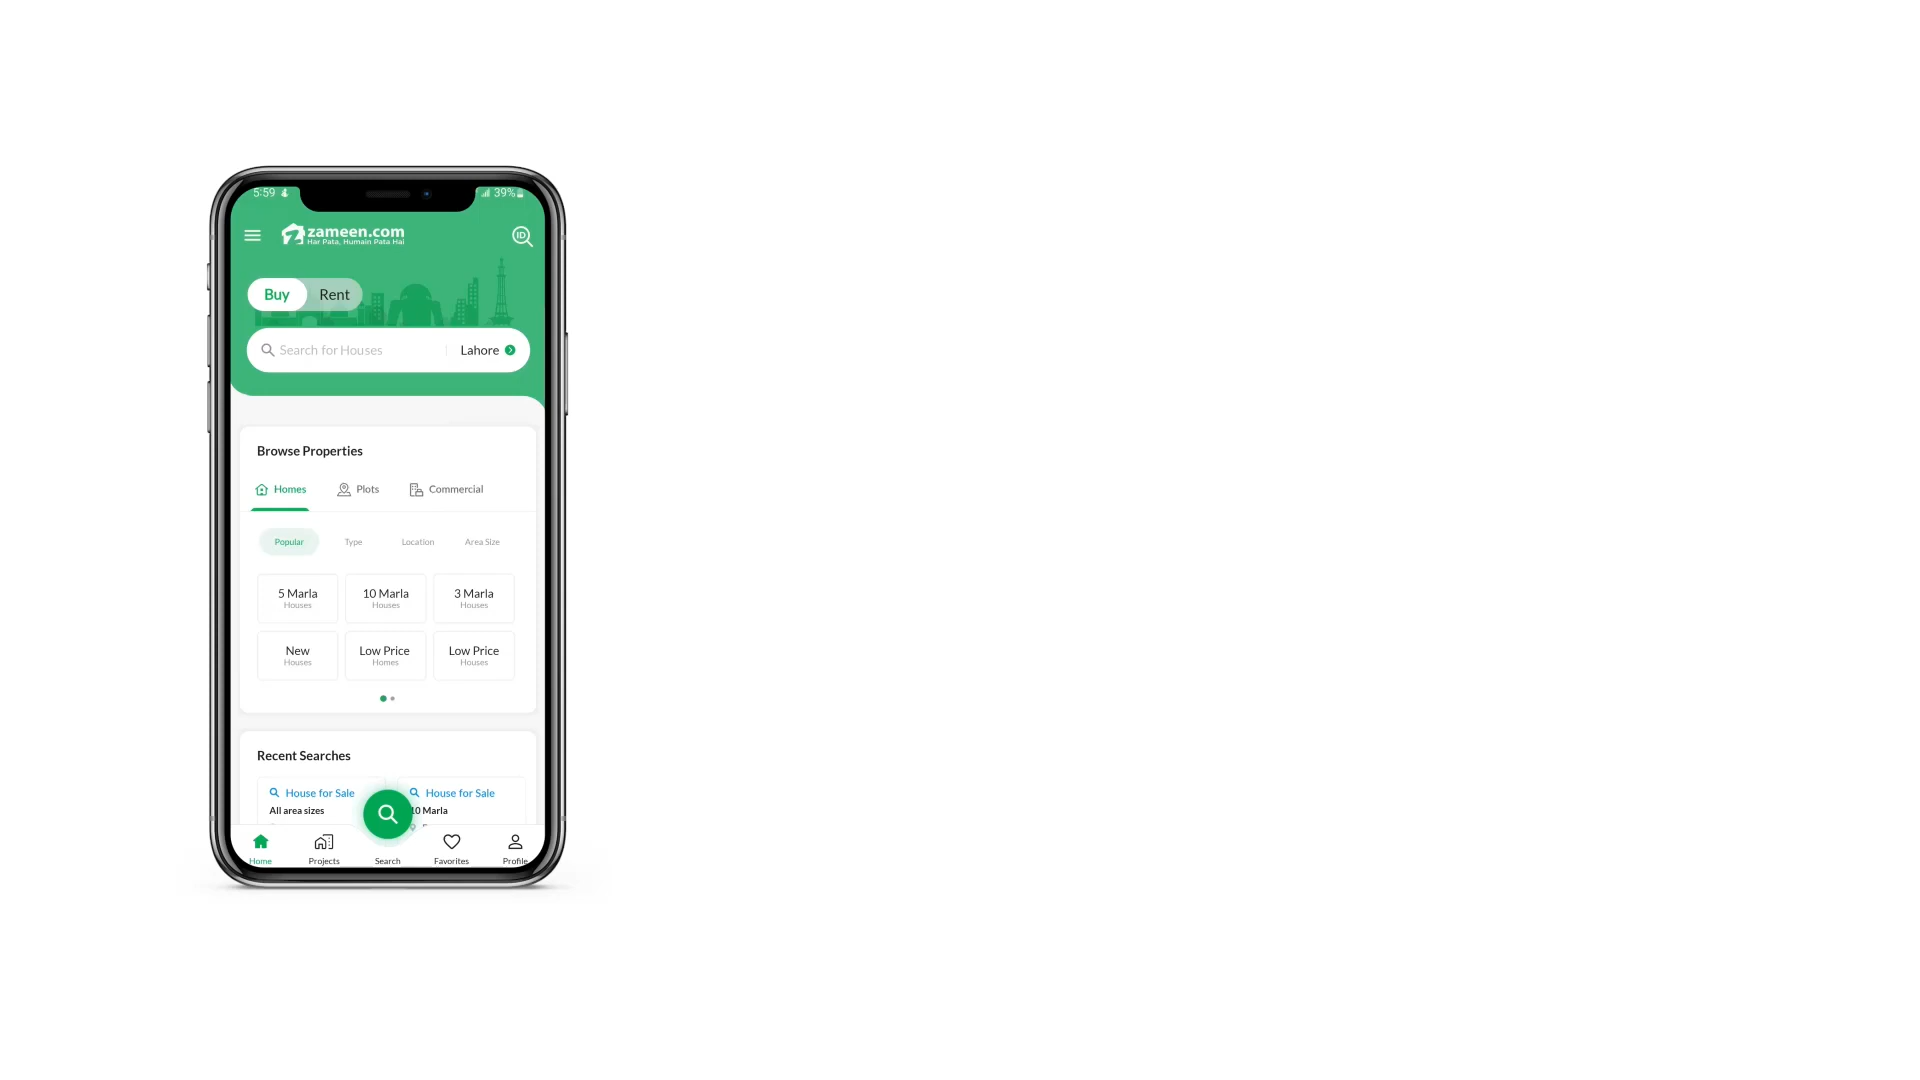 5:59
39%
zameen.com
Har Pata, Humain Pata Hai
ID
Buy Rent
Search for Houses
Lahore
Browse Properties
Homes Plots Commercial
Popular Type Location Area Size
5 Marla 10 Marla 3 Marla
Houses Houses Houses
New Low Price Low Price
Houses Homes Houses
Recent Searches
House for Sale House for Sale
All area sizes 10 Marla
Home Projects Search Favorites Profile